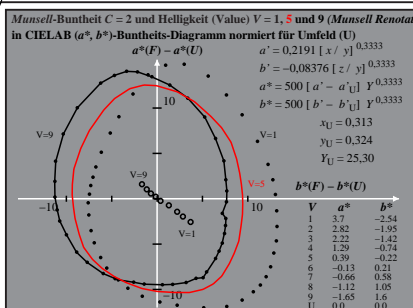 Munsell-Buntheit C = 2 und Helligkeit (Value) V = 1, 5 und 9 (Munsell Renotat
in CIELAB (a*, b*)-Buntheits-Diagramm normiert für Umfeld (U)
a*(F) – a*(U)
a' = 0,2191 [ x / y ] 0,3333
b' = –0,08376 [ z / y ] 0,3333
a* = 500 [ a' – a'U ] Y 0,3333
b* = 500 [ b' – b'U ] Y 0,3333
xU = 0,313
yU = 0,324
YU = 25,30
10
V=9
V=1
V=9
V=5
V=1
–10
10
–10
b*(F) – b*(U)
V a* b*
1 3.7 –2.54
2 2.82 –1.95
3 2.22 –1.42
4 1.29 –0.74
5 0.39 –0.22
6 –0.13 0.21
7 –0.66 0.58
8 –1.12 1.05
9 –1.65 1.6
U 0.0 0.0